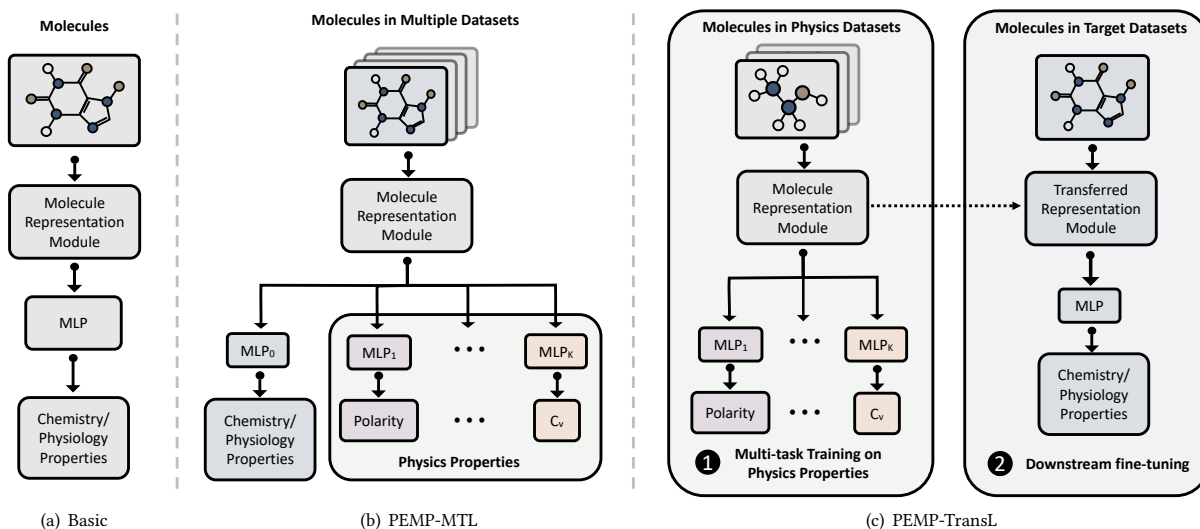 Molecules
Molecule
Representation
Module
MLP
Chemistry/
Physiology
Properties
(a) Basic
Molecules in Multiple Datasets
Molecule
Representation
Module
MLP₀
MLP₁
• • •
MLPₖ
Chemistry/
Physiology
Properties
Polarity
• • •
Cᵥ
Physics Properties
(b) PEMP-MTL
Molecules in Physics Datasets
Molecule
Representation
Module
MLP₁
• • •
MLPₖ
Polarity
• • •
Cᵥ
1 Multi-task Training on
Physics Properties
Molecules in Target Datasets
Transferred
Representation
Module
MLP
Chemistry/
Physiology
Properties
2 Downstream fine-tuning
(c) PEMP-TransL